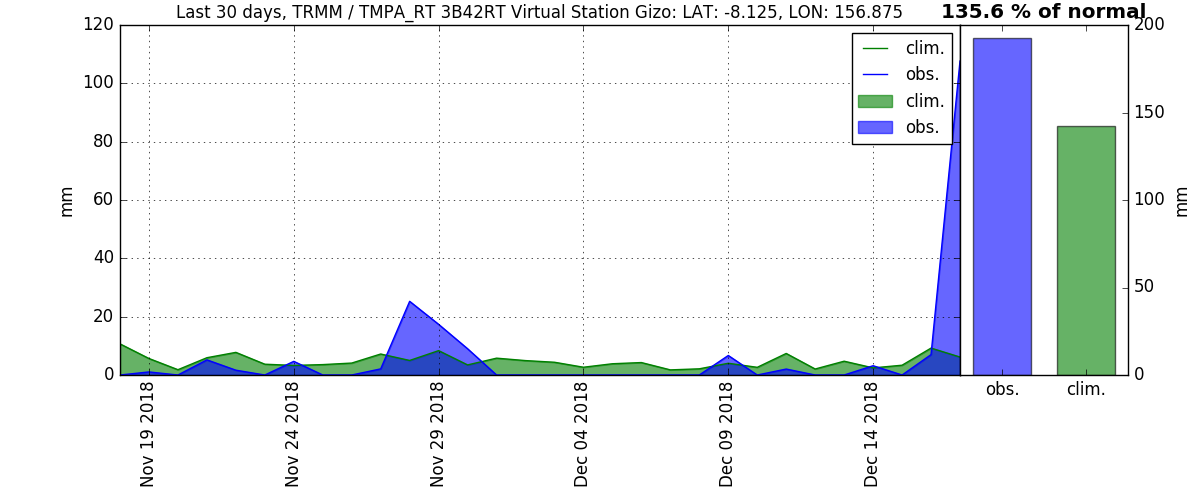 Last 30 days, TRMM / TMPA_RT 3B42RT Virtual Station Gizo: LAT: -8.125, LON: 156.875
135.6 % of normal
120
100
80
60
40
20
0
mm
clim.
obs.
clim.
obs.
200
150
100
50
0
mm
Nov 19 2018
Nov 24 2018
Nov 29 2018
Dec 04 2018
Dec 09 2018
Dec 14 2018
obs.
clim.